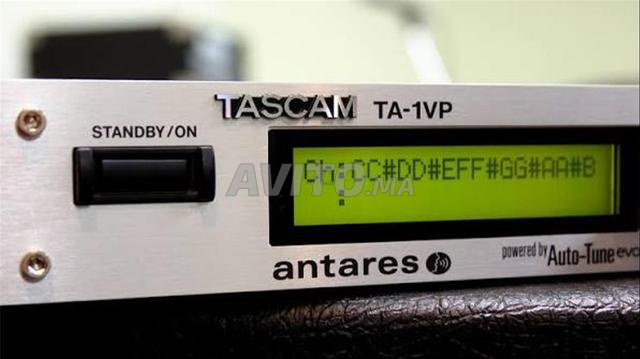 TASCAM TA-1VP
STANDBY/ON
Ch:CC#DD#EFF#GG#AA#B
AVITO.MA
antares
powered by Auto-Tune evo